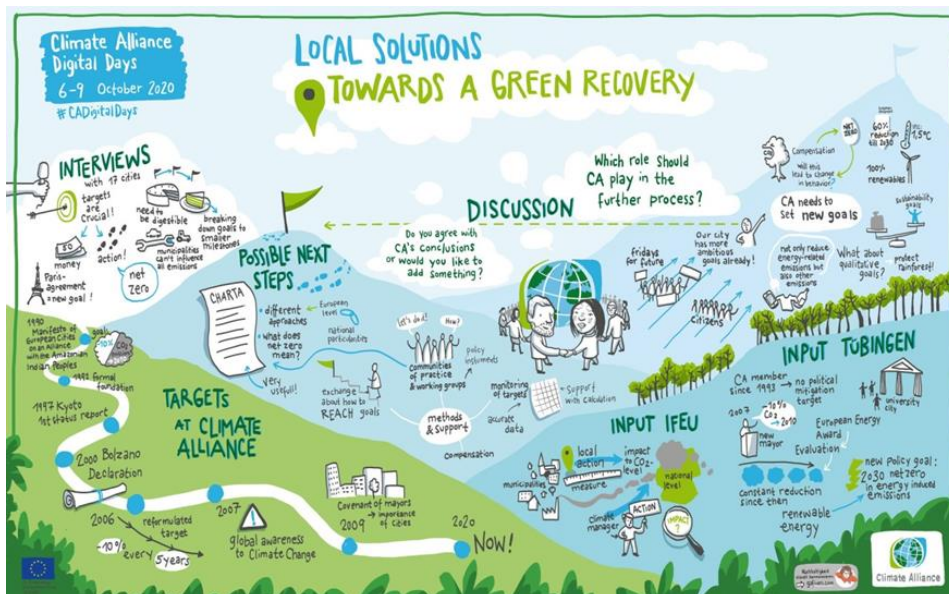 Climate Alliance
Digital Days
6-9 October 2020
#CADigitalDays
LOCAL SOLUTIONS
TOWARDS A GREEN RECOVERY
INTERVIEWS
with 17 cities
targets
are
crucial!
need to
be digestible
breaking
down goals to
smaller
milestones
money
action!
municipalities
can't influence
all emissions
Paris-
agreement
=new goal!
net
zero
POSSIBLE NEXT
STEPS
CHARTA
different
approaches
European
level
what does
net zero
mean?
national
particularities
very
useful!
exchange
about how to
REACH goals
let's do it!
How?
Communities
of practice
& working groups
policy
instruments
methods
& support
compensation
monitoring
of targets
accurate
data
Support
with calculation
DISCUSSION
Which role should
CA play in the
further process?
Do you agree with
CA's conclusions
or would you like to
add something?
fridays
for future
Our city
has more
ambitious
goals already!
citizens
Compensation
will this
lead to change
in behavior?
NET
ZERO
60%
reduction
till 2030
1,5°C
100%
renewables
CA needs to
set new goals
sustainability
goals
not only reduce
energy-related
emissions but
also other
emissions
What about
qualitative
goals?
protect
rainforest!
TARGETS
AT CLIMATE
ALLIANCE
1990
Manifesto of
European Cities
on an Alliance
with the Amazonian
Indian Peoples
goal:
CO₂
1992 formal
foundation
1997 Kyoto
1st status report
2000 Bolzano
Declaration
2006
reformulated
target
-10%
every
5 years
2007
global awareness
to Climate Change
Covenant of mayors
→ importance
of cities
2009
2020
NOW!
INPUT IFEU
municipalities
local
action
measure
impact
to CO₂-
level
national
level
climate
manager
ACTION
IMPACT
?
INPUT TÜBINGEN
CA member
since 1993
→ no political
mitigation
target
university
city
2007
-70%
CO₂
new
mayor
European Energy
Award
Evaluation
constant reduction
since then
renewable
energy
new Policy goal:
2030 net zero
in energy induced
emissions
Climate Alliance